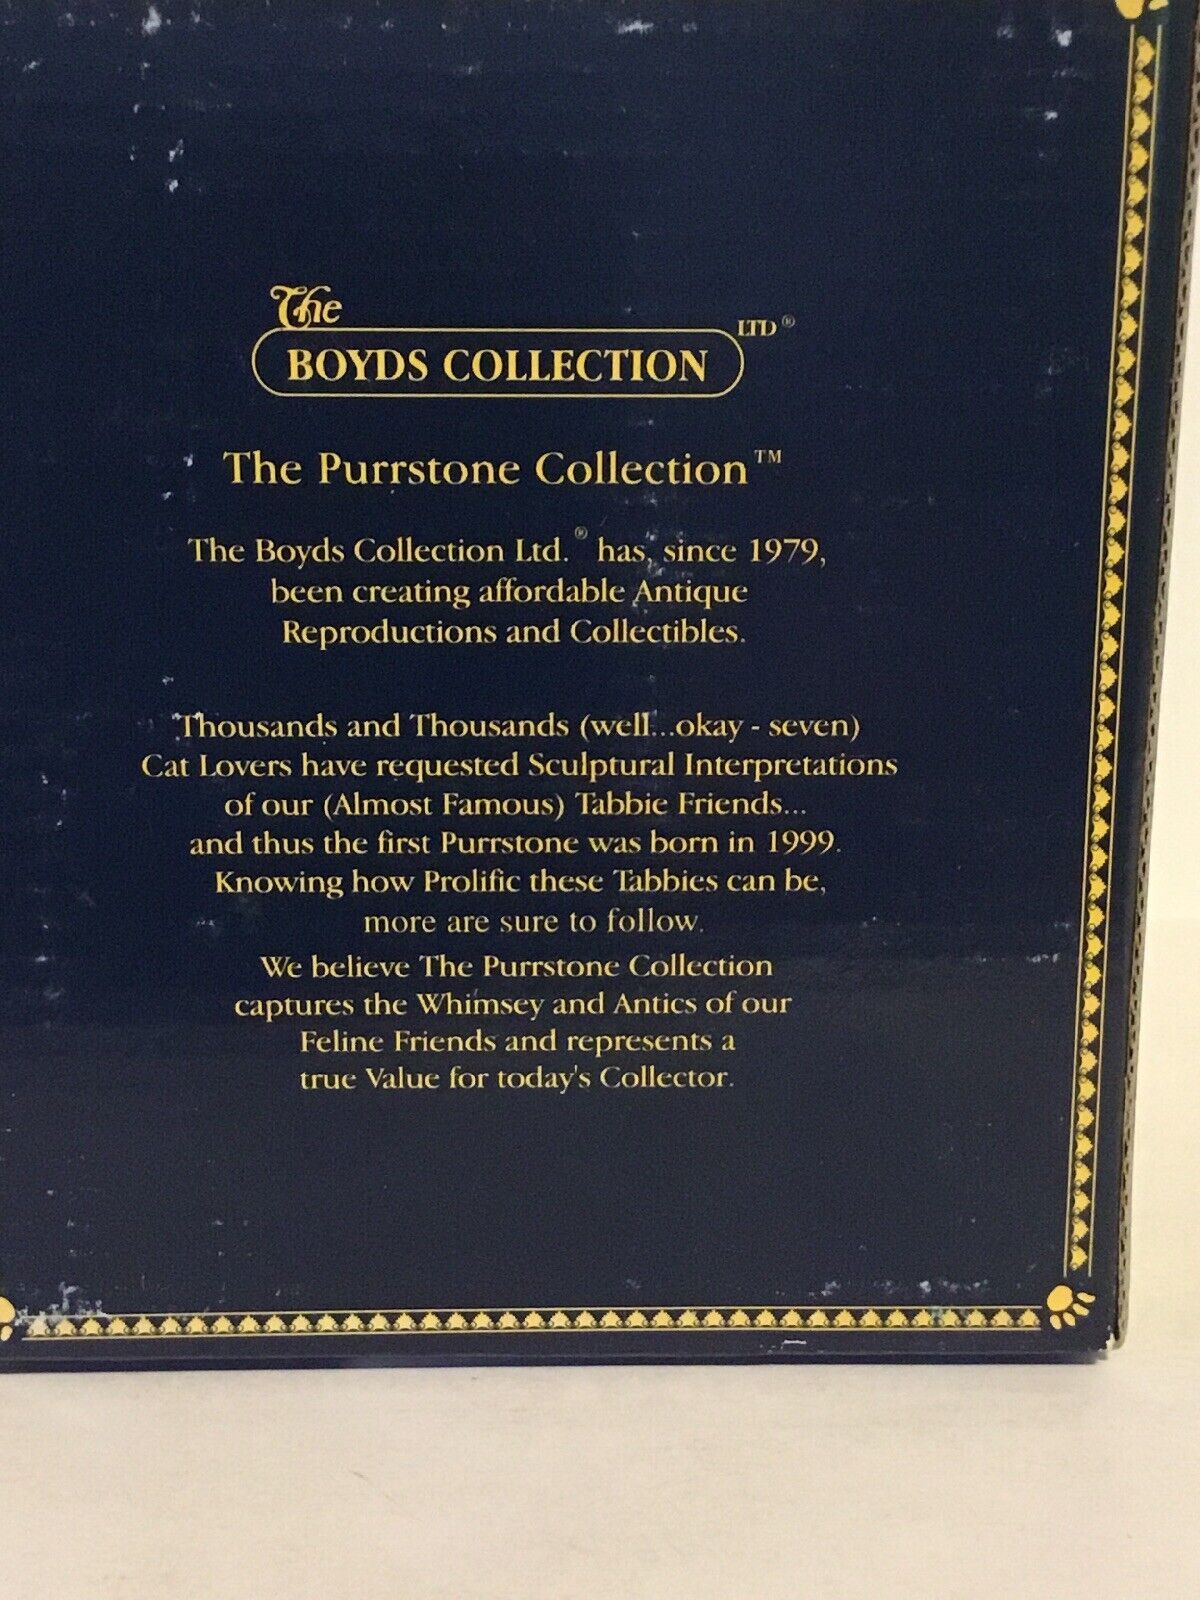 The
BOYDS COLLECTION LTD®
The Purrstone Collection™
The Boyds Collection Ltd.® has, since 1979,
been creating affordable Antique
Reproductions and Collectibles.
Thousands and Thousands (well...okay - seven)
Cat Lovers have requested Sculptural Interpretations
of our (Almost Famous) Tabbie Friends...
and thus the first Purrstone was born in 1999.
Knowing how Prolific these Tabbies can be,
more are sure to follow.
We believe The Purrstone Collection
captures the Whimsey and Antics of our
Feline Friends and represents a
true Value for today's Collector.